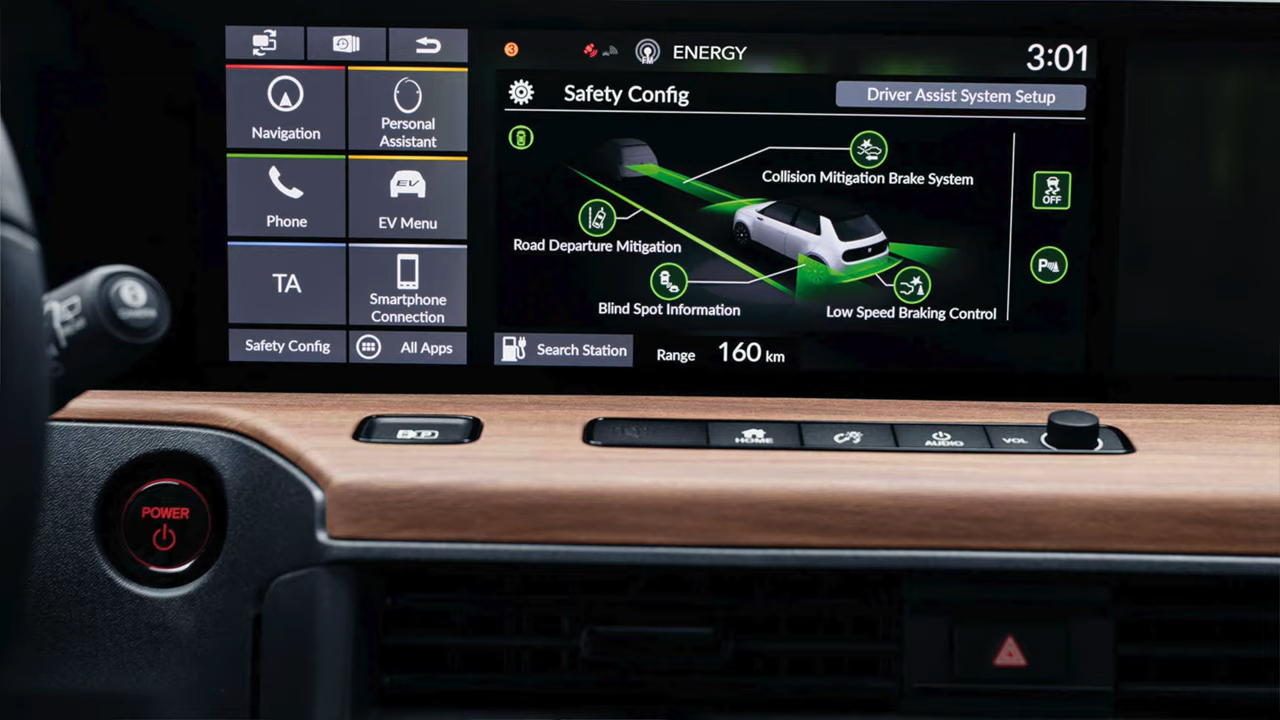 3
FM
ENERGY
3:01
Navigation
Personal
Assistant
Phone
EV
EV Menu
TA
Smartphone
Connection
Safety Config
All Apps
Safety Config
Driver Assist System Setup
Collision Mitigation Brake System
Road Departure Mitigation
Blind Spot Information
Low Speed Braking Control
OFF
P
Search Station
Range
160 km
HOME
AUDIO
VOL
POWER